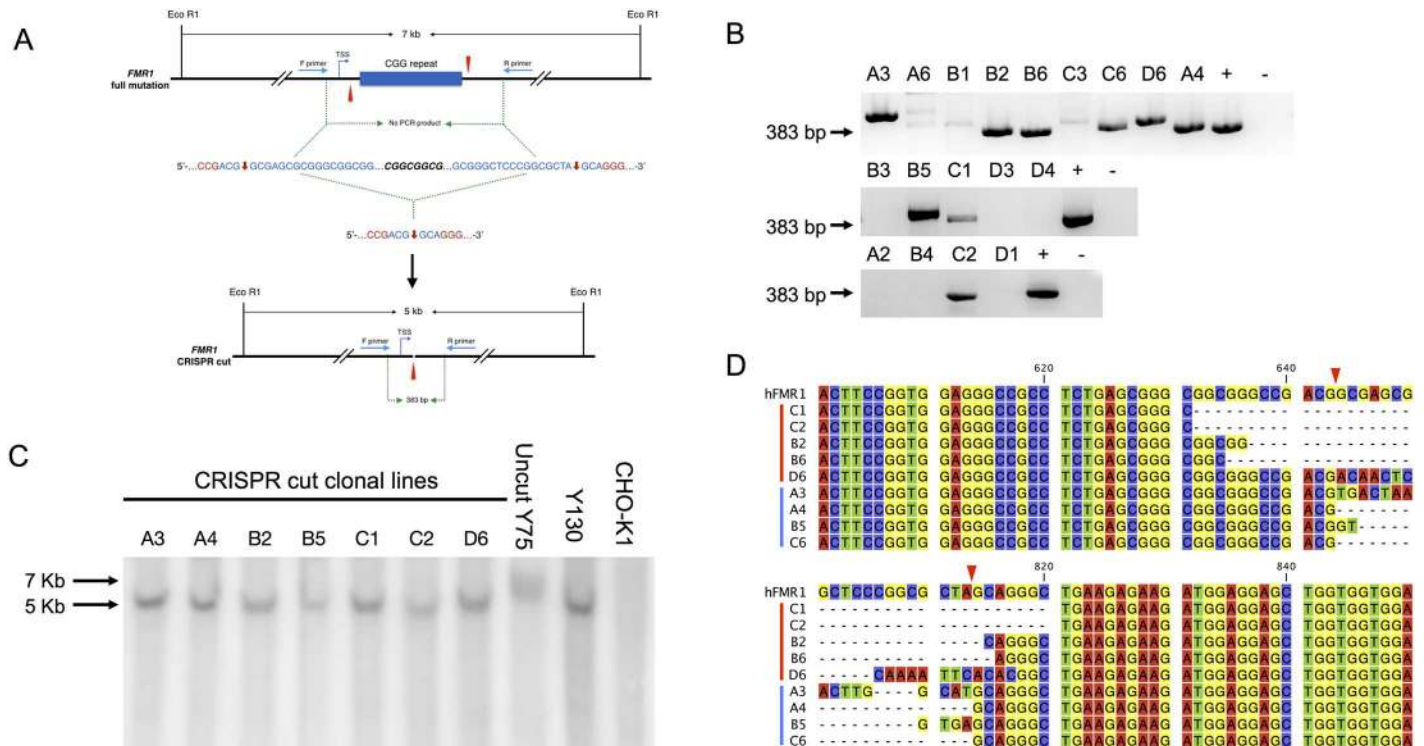 A
Eco R1 Eco R1
7 kb
F primer TSS CGG repeat R primer
FMR1
full mutation
No PCR product
5'-...CCGACG GCGAGCGCGGGCGGCGG...CGGCGGCG...GCGGGCTCCCGGCGCTA GCAGGG...-3'
5'-...CCGACG GCAGGG...-3'
Eco R1 Eco R1
5 kb
F primer TSS R primer
FMR1
CRISPR cut
383 bp
B
A3 A6 B1 B2 B6 C3 C6 D6 A4 + -
383 bp
B3 B5 C1 D3 D4 + -
383 bp
A2 B4 C2 D1 + -
383 bp
C
CRISPR cut clonal lines
Uncut Y75
Y130
CHO-K1
A3 A4 B2 B5 C1 C2 D6
7 Kb
5 Kb
D
620 640
hFMR1 ACTTCCGGTG GAGGGCCGCC TCTGAGCGGG CGGCGGGCCG ACGGCGAGCG
C1 ACTTCCGGTG GAGGGCCGCC TCTGAGCGGG C--------- ----------
C2 ACTTCCGGTG GAGGGCCGCC TCTGAGCGGG C--------- ----------
B2 ACTTCCGGTG GAGGGCCGCC TCTGAGCGGG CGGCGG---- ----------
B6 ACTTCCGGTG GAGGGCCGCC TCTGAGCGGG CGGC------ ----------
D6 ACTTCCGGTG GAGGGCCGCC TCTGAGCGGG CGGCGGGCCG ACGACAACTC
A3 ACTTCCGGTG GAGGGCCGCC TCTGAGCGGG CGGCGGGCCG ACGTGACTAA
A4 ACTTCCGGTG GAGGGCCGCC TCTGAGCGGG CGGCGGGCCG ACG-------
B5 ACTTCCGGTG GAGGGCCGCC TCTGAGCGGG CGGCGGGCCG ACGGT-----
C6 ACTTCCGGTG GAGGGCCGCC TCTGAGCGGG CGGCGGGCCG ACG-------
820 840
hFMR1 GCTCCCGGCG CTAGCAGGGC TGAAGAGAAG ATGGAGGAGC TGGTGGTGGA
C1 ---------- ---------- TGAAGAGAAG ATGGAGGAGC TGGTGGTGGA
C2 ---------- ---------- TGAAGAGAAG ATGGAGGAGC TGGTGGTGGA
B2 ---------- ----CAGGGC TGAAGAGAAG ATGGAGGAGC TGGTGGTGGA
B6 ---------- -----AGGGC TGAAGAGAAG ATGGAGGAGC TGGTGGTGGA
D6 -----CAAAA TTCACACGGC TGAAGAGAAG ATGGAGGAGC TGGTGGTGGA
A3 ACTTG----G CATGCAGGGC TGAAGAGAAG ATGGAGGAGC TGGTGGTGGA
A4 ---------- ---GCAGGGC TGAAGAGAAG ATGGAGGAGC TGGTGGTGGA
B5 ---------G TGAGCAGGGC TGAAGAGAAG ATGGAGGAGC TGGTGGTGGA
C6 ---------- ---GCAGGGC TGAAGAGAAG ATGGAGGAGC TGGTGGTGGA